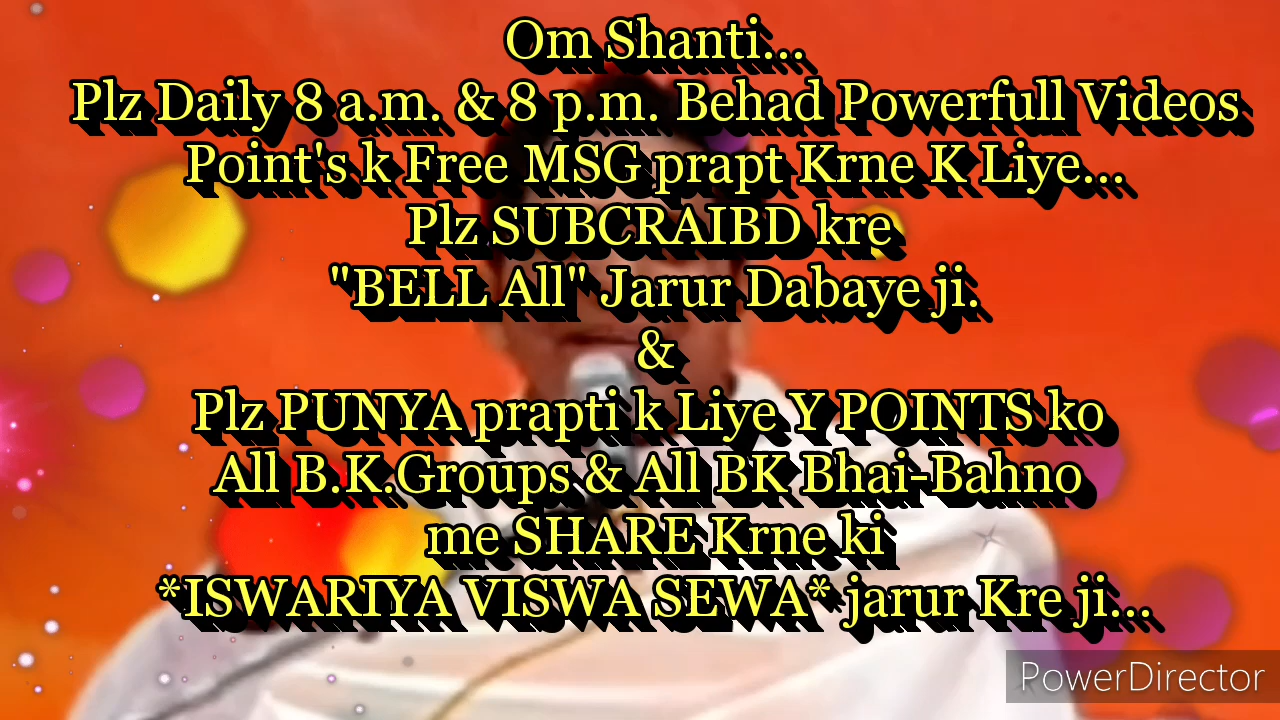 Om Shanti...
Plz Daily 8 a.m. & 8 p.m. Behad Powerfull Videos
Point's k Free MSG prapt Krne K Liye...
Plz SUBCRAIBD kre
"BELL All" Jarur Dabaye ji.
&
Plz PUNYA prapti k Liye Y POINTS ko
All B.K.Groups & All BK Bhai-Bahno
me SHARE Krne ki
*ISWARIYA VISWA SEWA* jarur Kre ji...
PowerDirector